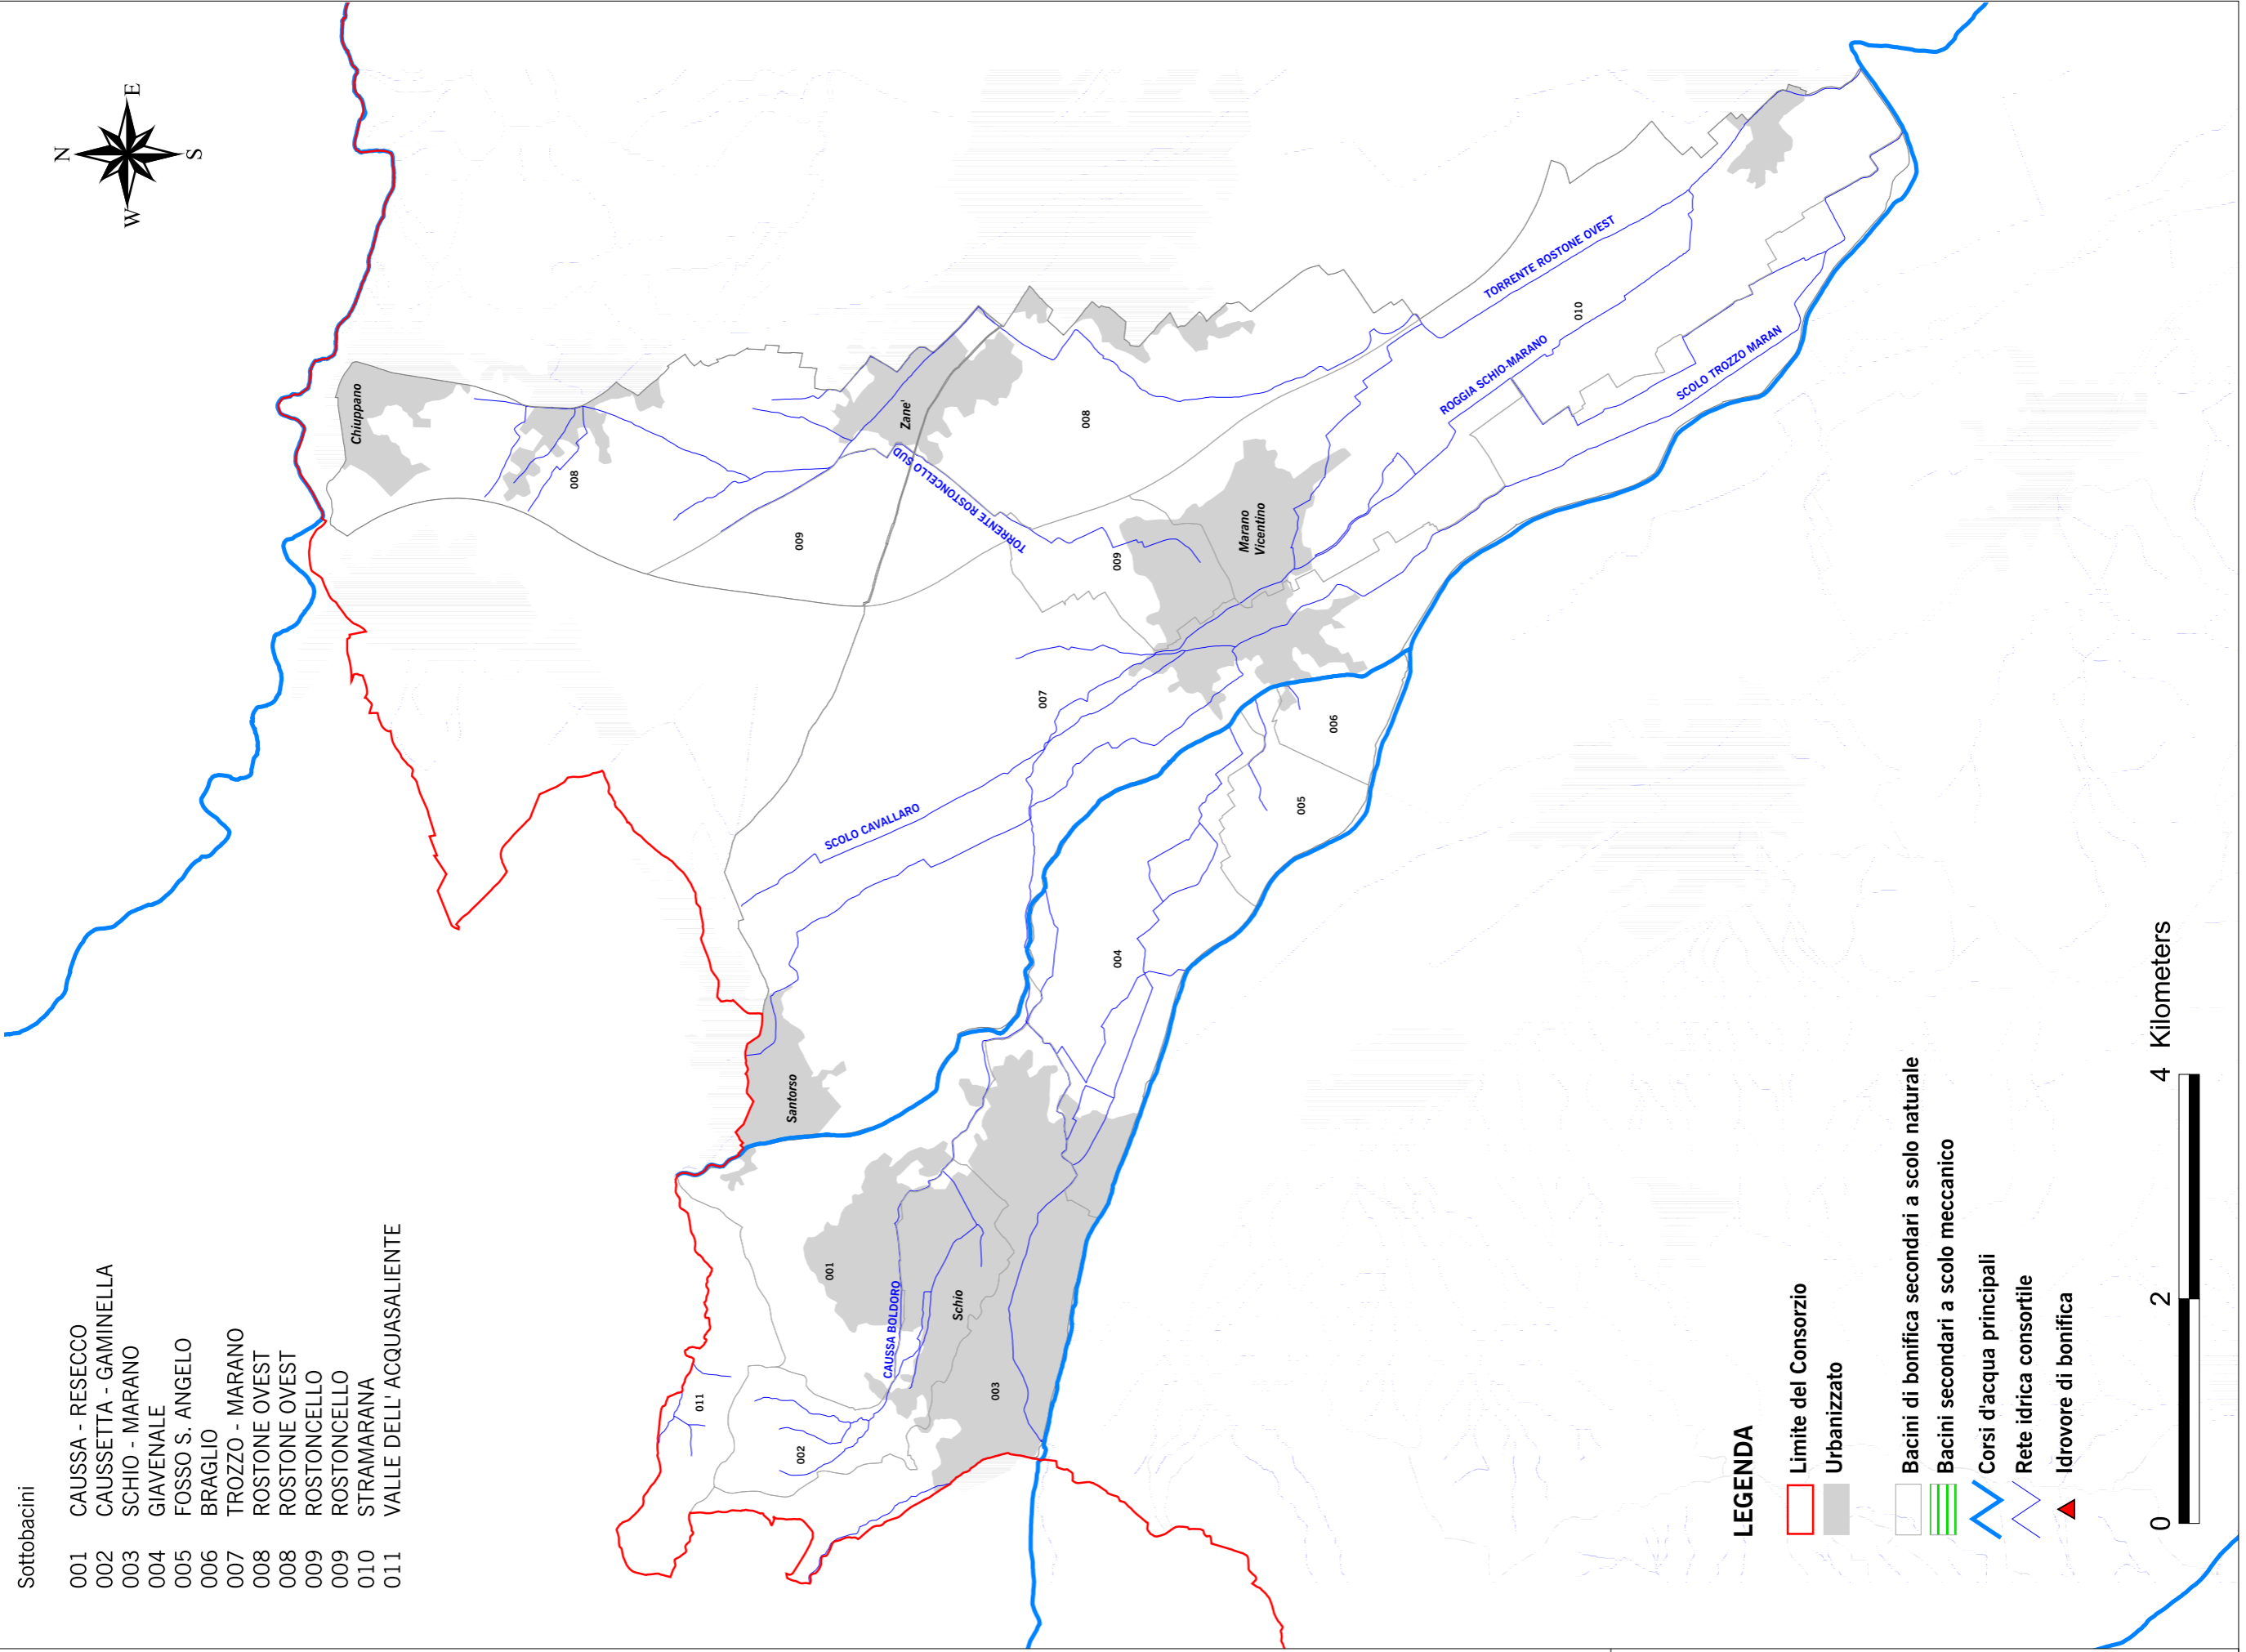 Sottobacini
001 CAUSSA - RESECCO
002 CAUSSETTA - GAMINELLA
003 SCHIO - MARANO
004 GIAVENALE
005 FOSSO S. ANGELO
006 BRAGLIO
007 TROZZO - MARANO
008 ROSTONE OVEST
008 ROSTONE OVEST
009 ROSTONCELLO
009 ROSTONCELLO
010 STRAMARANA
011 VALLE DELL' ACQUASALIENTE
N
W
E
S
Chiuppano
008
009
Zane'
TORRENTE ROSTONCELLO SUD
008
009
Marano
Vicentino
TORRENTE ROSTONE OVEST
010
ROGGIA SCHIO-MARANO
SCOLO TROZZO MARAN
007
006
005
SCOLO CAVALLARO
004
Santorso
001
CAUSSA BOLDORO
Schio
003
011
002
LEGENDA
Limite del Consorzio
Urbanizzato
Bacini di bonifica secondari a scolo naturale
Bacini secondari a scolo meccanico
Corsi d'acqua principali
Rete idrica consortile
Idrovore di bonifica
0 2 4 Kilometers